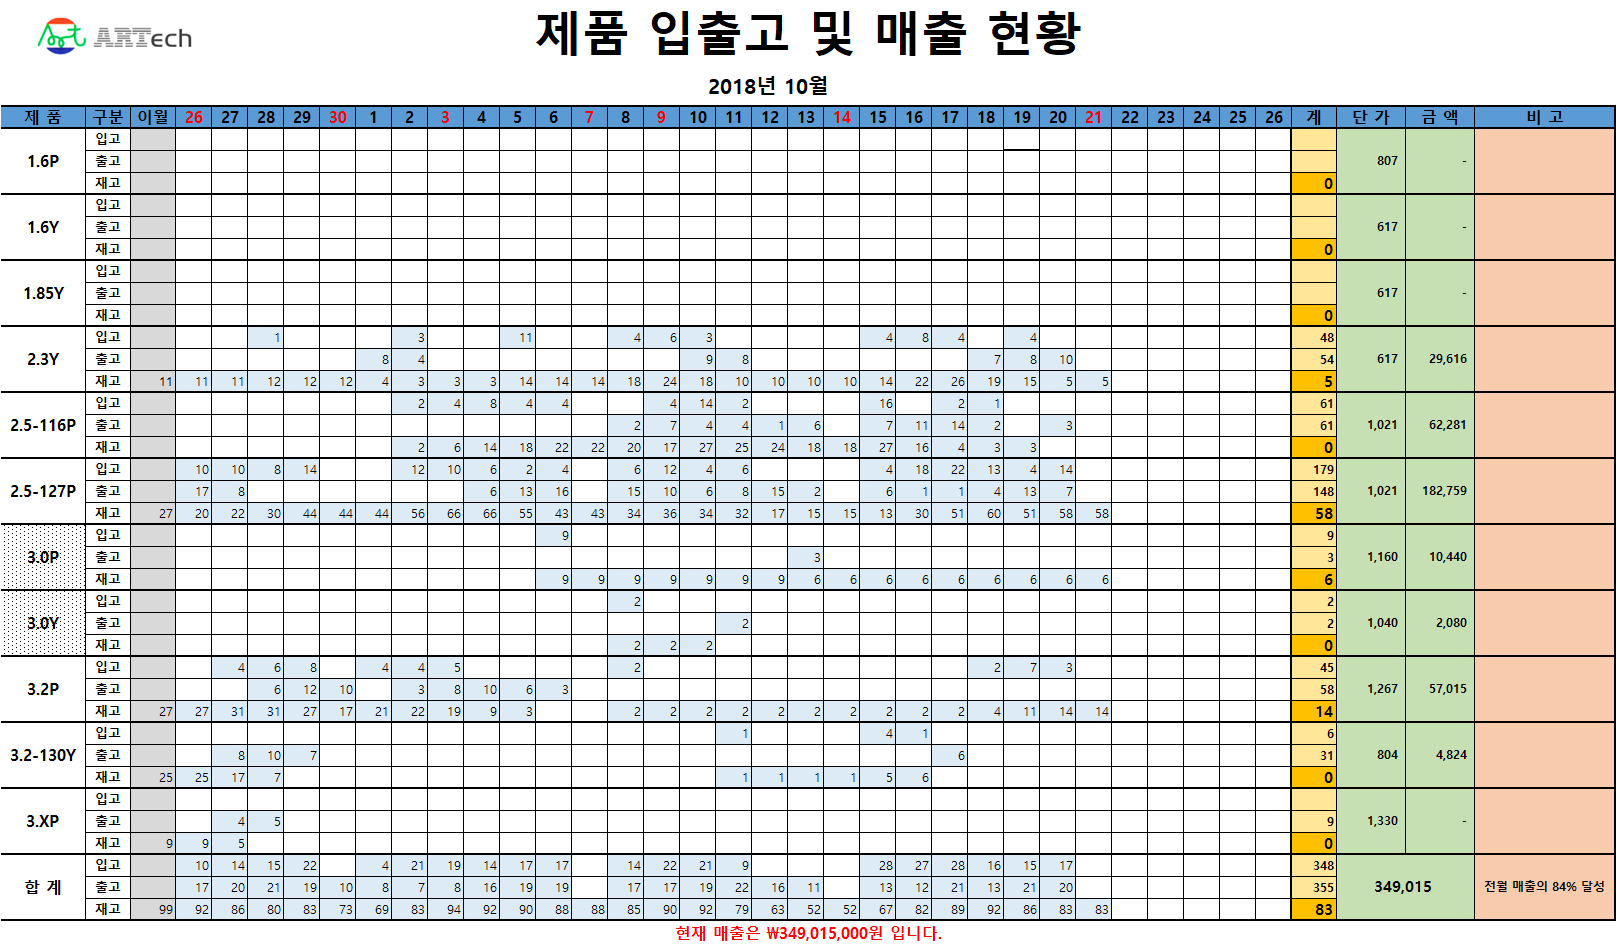 Art ARTech
제품 입출고 및 매출 현황
2018년 10월
제 품 구분 이월 26 27 28 29 30 1 2 3 4 5 6 7 8 9 10 11 12 13 14 15 16 17 18 19 20 21 22 23 24 25 26 계 단 가 금 액 비 고
입고
1.6P 출고 807 -
재고 0
입고
1.6Y 출고 617 -
재고 0
입고
1.85Y 출고 617 -
재고 0
입고 1 3 11 4 6 3 4 8 4 4 48
2.3Y 출고 8 4 9 8 7 8 10 54 617 29,616
재고 11 11 11 12 12 12 4 3 3 3 14 14 14 18 24 18 10 10 10 10 14 22 26 19 15 5 5 5
입고 2 4 8 4 4 4 14 2 16 2 1 61
2.5-116P 출고 2 7 4 4 1 6 7 11 14 2 3 61 1,021 62,281
재고 2 6 14 18 22 22 20 17 27 25 24 18 18 27 16 4 3 3 0
입고 10 10 8 14 12 10 6 2 4 6 12 4 6 4 18 22 13 4 14 179
2.5-127P 출고 17 8 6 13 16 15 10 6 8 15 2 6 1 1 4 13 7 148 1,021 182,759
재고 27 20 22 30 44 44 44 56 66 66 55 43 43 34 36 34 32 17 15 15 13 30 51 60 51 58 58 58
입고 9 9
3.0P 출고 3 3 1,160 10,440
재고 9 9 9 9 9 9 9 6 6 6 6 6 6 6 6 6 6
입고 2 2
3.0Y 출고 2 2 1,040 2,080
재고 2 2 2 0
입고 4 6 8 4 4 5 2 2 7 3 45
3.2P 출고 6 12 10 3 8 10 6 3 58 1,267 57,015
재고 27 27 31 31 27 17 21 22 19 9 3 2 2 2 2 2 2 2 2 2 2 4 11 14 14 14
입고 1 4 1 6
3.2-130Y 출고 8 10 7 6 31 804 4,824
재고 25 25 17 7 1 1 1 1 5 6 0
입고
3.XP 출고 4 5 9 1,330 -
재고 9 9 5 0
입고 10 14 15 22 4 21 19 14 17 17 14 22 21 9 28 27 28 16 15 17 348
합 계 출고 17 20 21 19 10 8 7 8 16 19 19 17 17 19 22 16 11 13 12 21 13 21 20 355 349,015 전월 매출의 84% 달성
재고 99 92 86 80 83 73 69 83 94 92 90 88 88 85 90 92 79 63 52 52 67 82 89 92 86 83 83 83
현재 매출은 ₩349,015,000원 입니다.